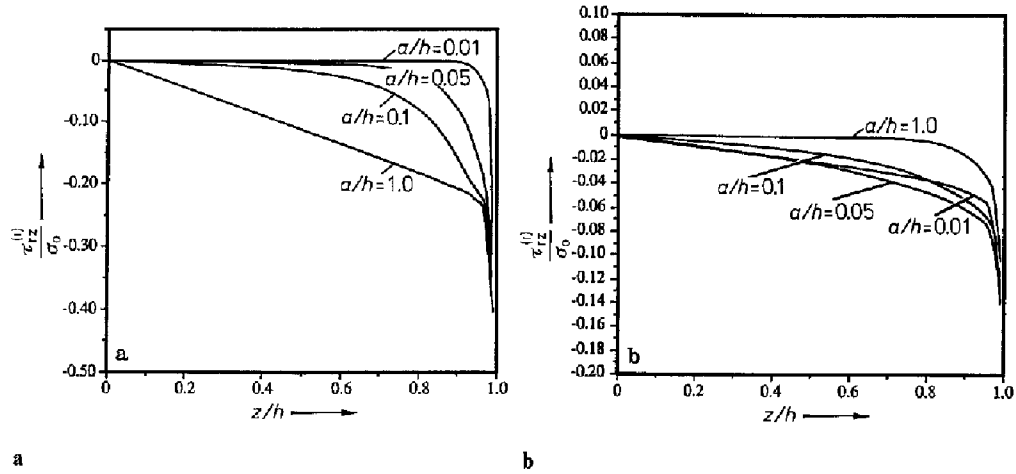 0
-0.10
-0.20
-0.30
-0.40
-0.50
τ_rz^(i)
σ_0
a/h=0.01
a/h=0.05
a/h=0.1
a/h=1.0
a
0
0.2
0.4
0.6
0.8
1.0
z/h
a
0.10
0.08
0.06
0.04
0.02
0
-0.02
-0.04
-0.06
-0.08
-0.10
-0.12
-0.14
-0.16
-0.18
-0.20
σ_0
a/h=1.0
a/h=0.1
a/h=0.05
a/h=0.01
b
0
0.2
0.4
0.6
0.8
1.0
z/h
b